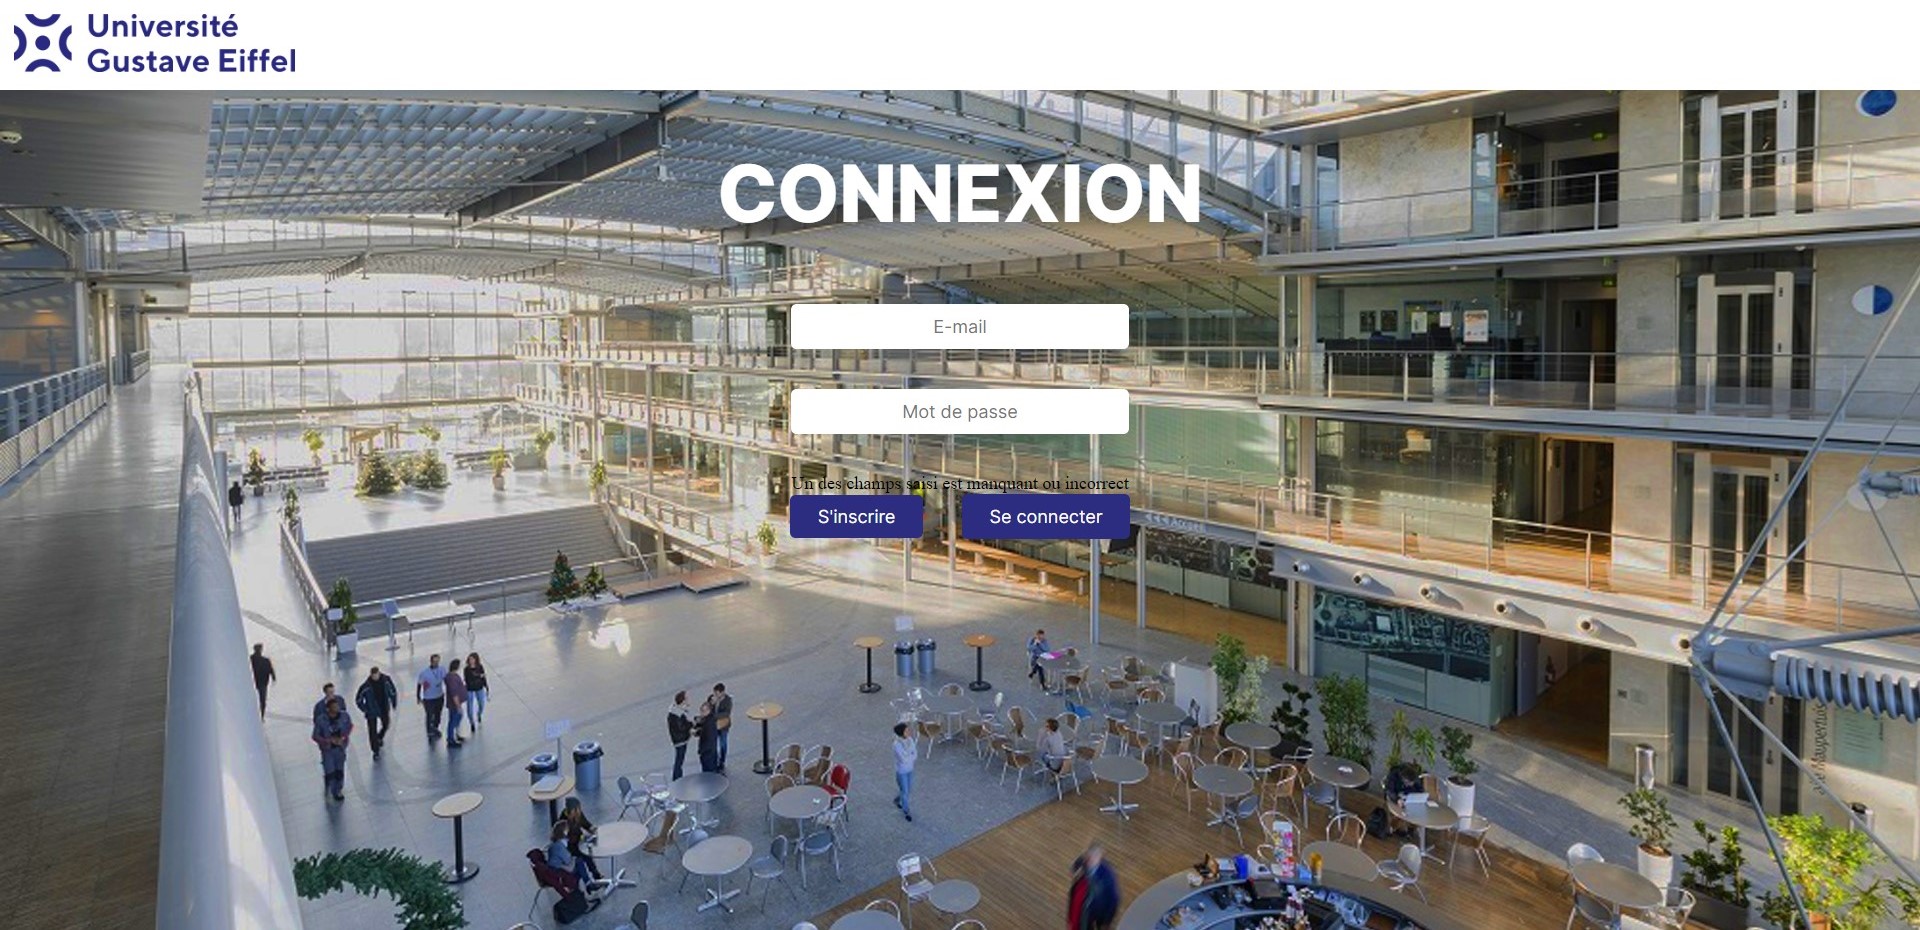 Université
Gustave Eiffel
CONNEXION
E-mail
Mot de passe
Un des champs saisi est manquant ou incorrect
S'inscrire
Se connecter
Accueil